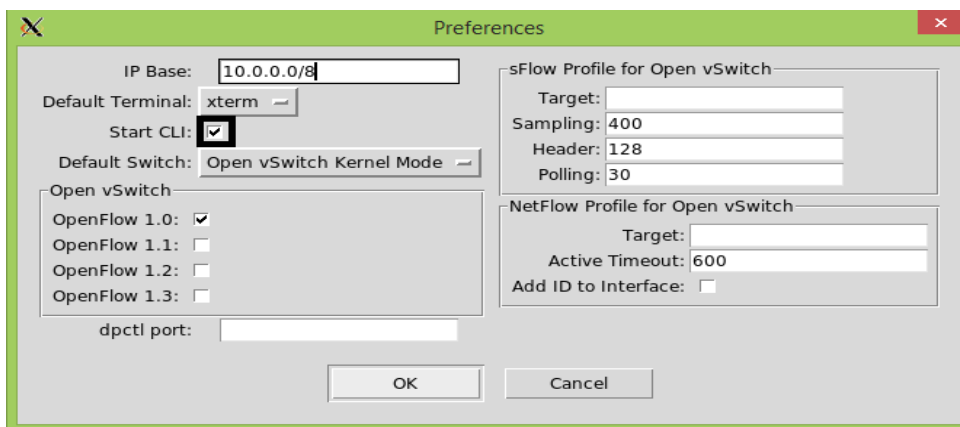 Preferences
IP Base: 10.0.0.0/8
Default Terminal: xterm
Start CLI:
Default Switch: Open vSwitch Kernel Mode
Open vSwitch
OpenFlow 1.0:
OpenFlow 1.1:
OpenFlow 1.2:
OpenFlow 1.3:
dpctl port:
sFlow Profile for Open vSwitch
Target:
Sampling: 400
Header: 128
Polling: 30
NetFlow Profile for Open vSwitch
Target:
Active Timeout: 600
Add ID to Interface:
OK
Cancel